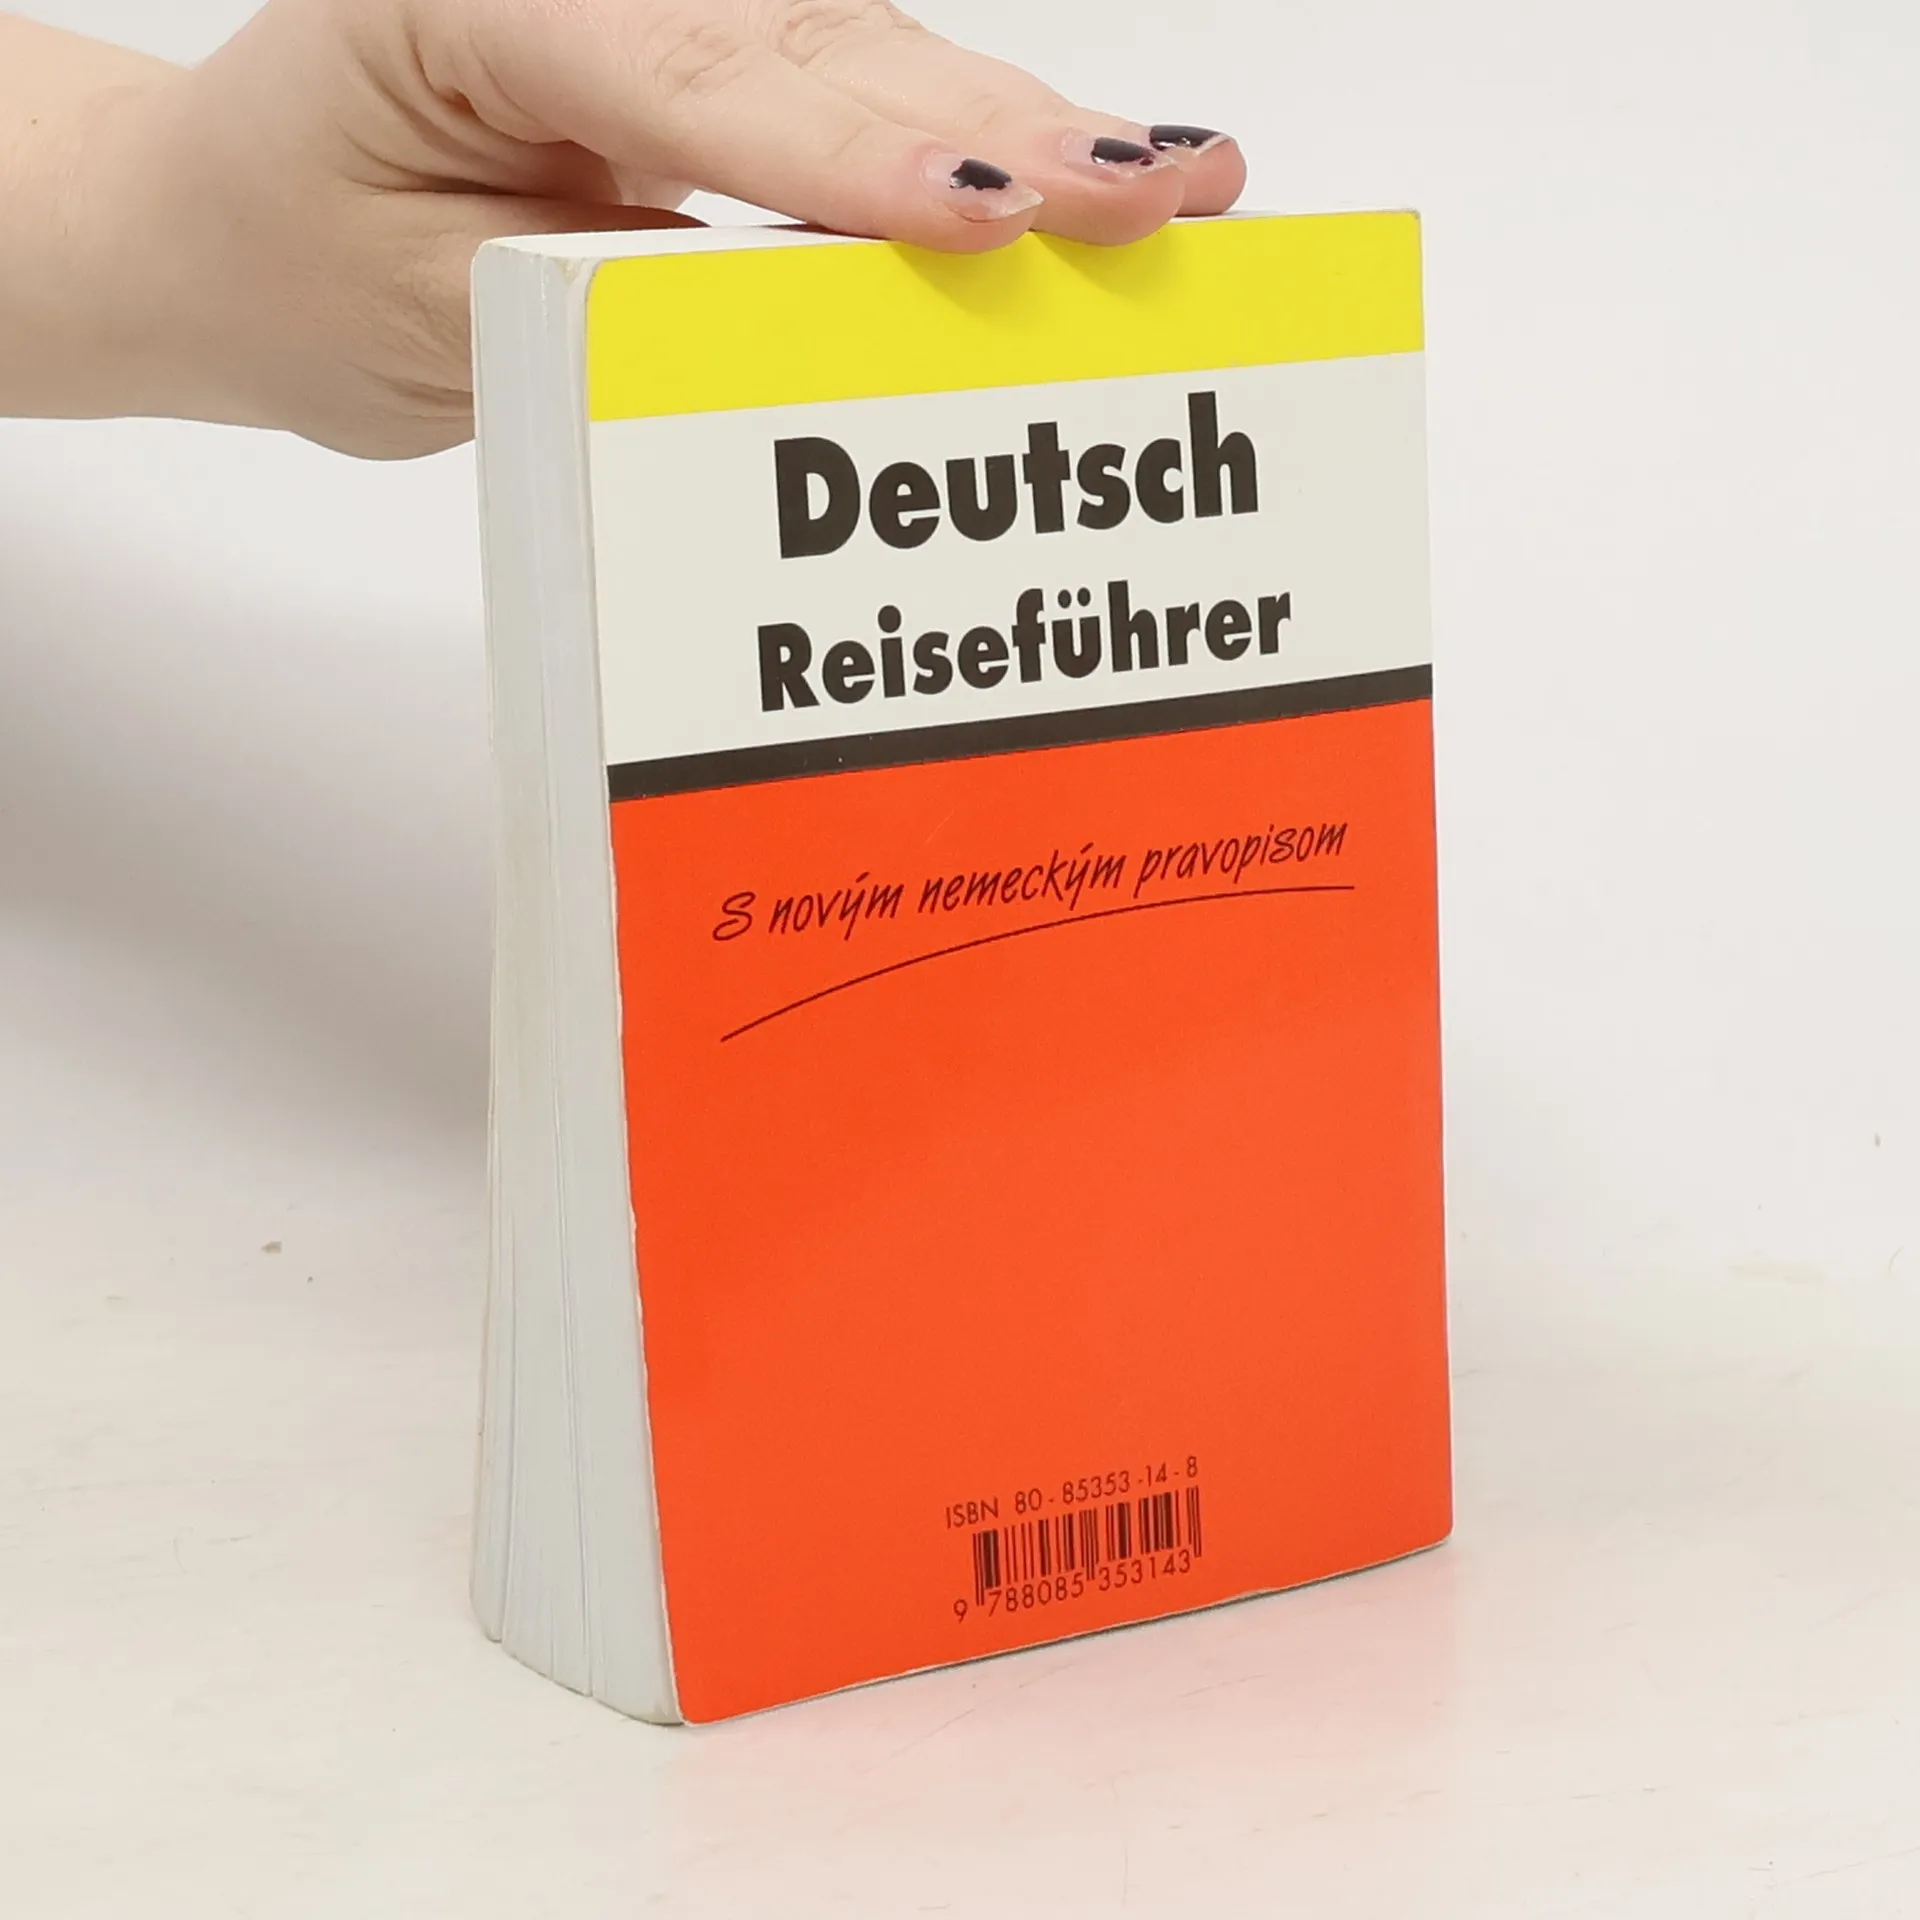 Deutsch
Reiseführer
S novým nemeckým pravopisom
ISBN 80-85353-14-8
9 788085 353143